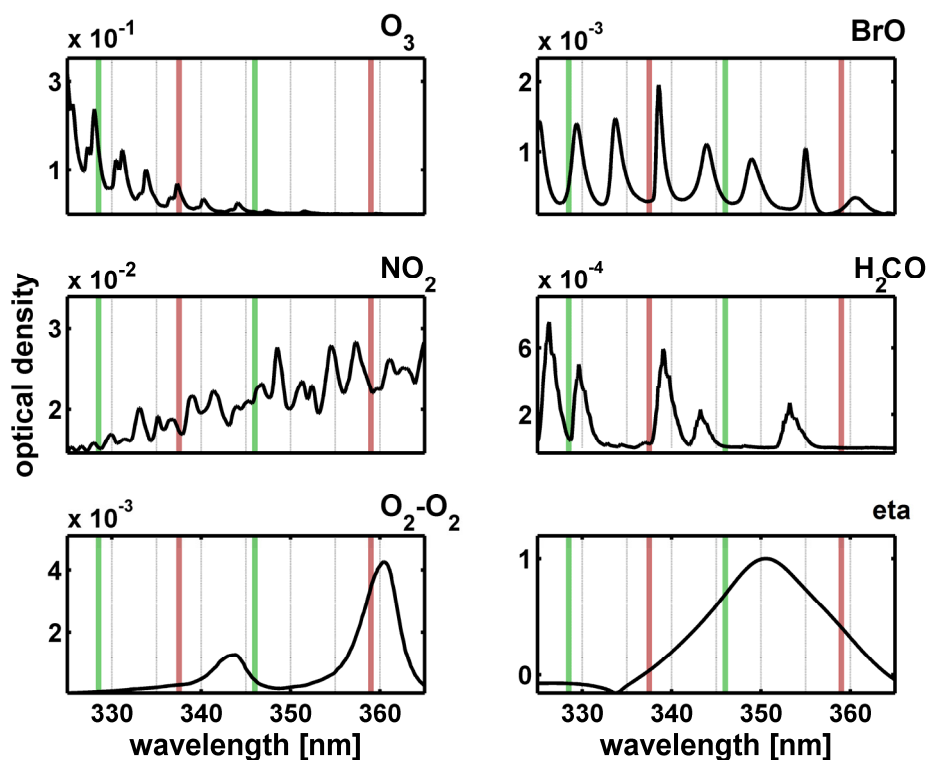 x 10⁻¹ O₃
3
1
x 10⁻³ BrO
2
1
x 10⁻² NO₂
3
2
x 10⁻⁴ H₂CO
6
2
optical density
x 10⁻³ O₂-O₂
4
2
330 340 350 360
wavelength [nm]
eta
1
0
330 340 350 360
wavelength [nm]